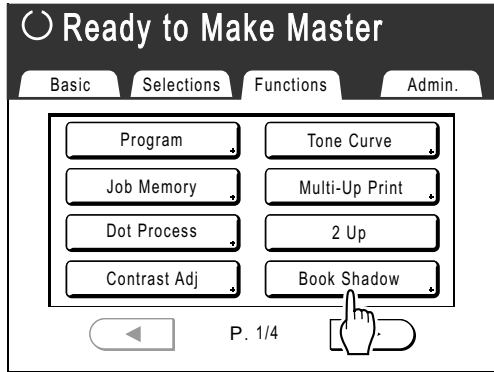 Ready to Make Master
Basic Selections Functions Admin.
Program Tone Curve
Job Memory Multi-Up Print
Dot Process 2 Up
Contrast Adj Book Shadow
P. 1/4